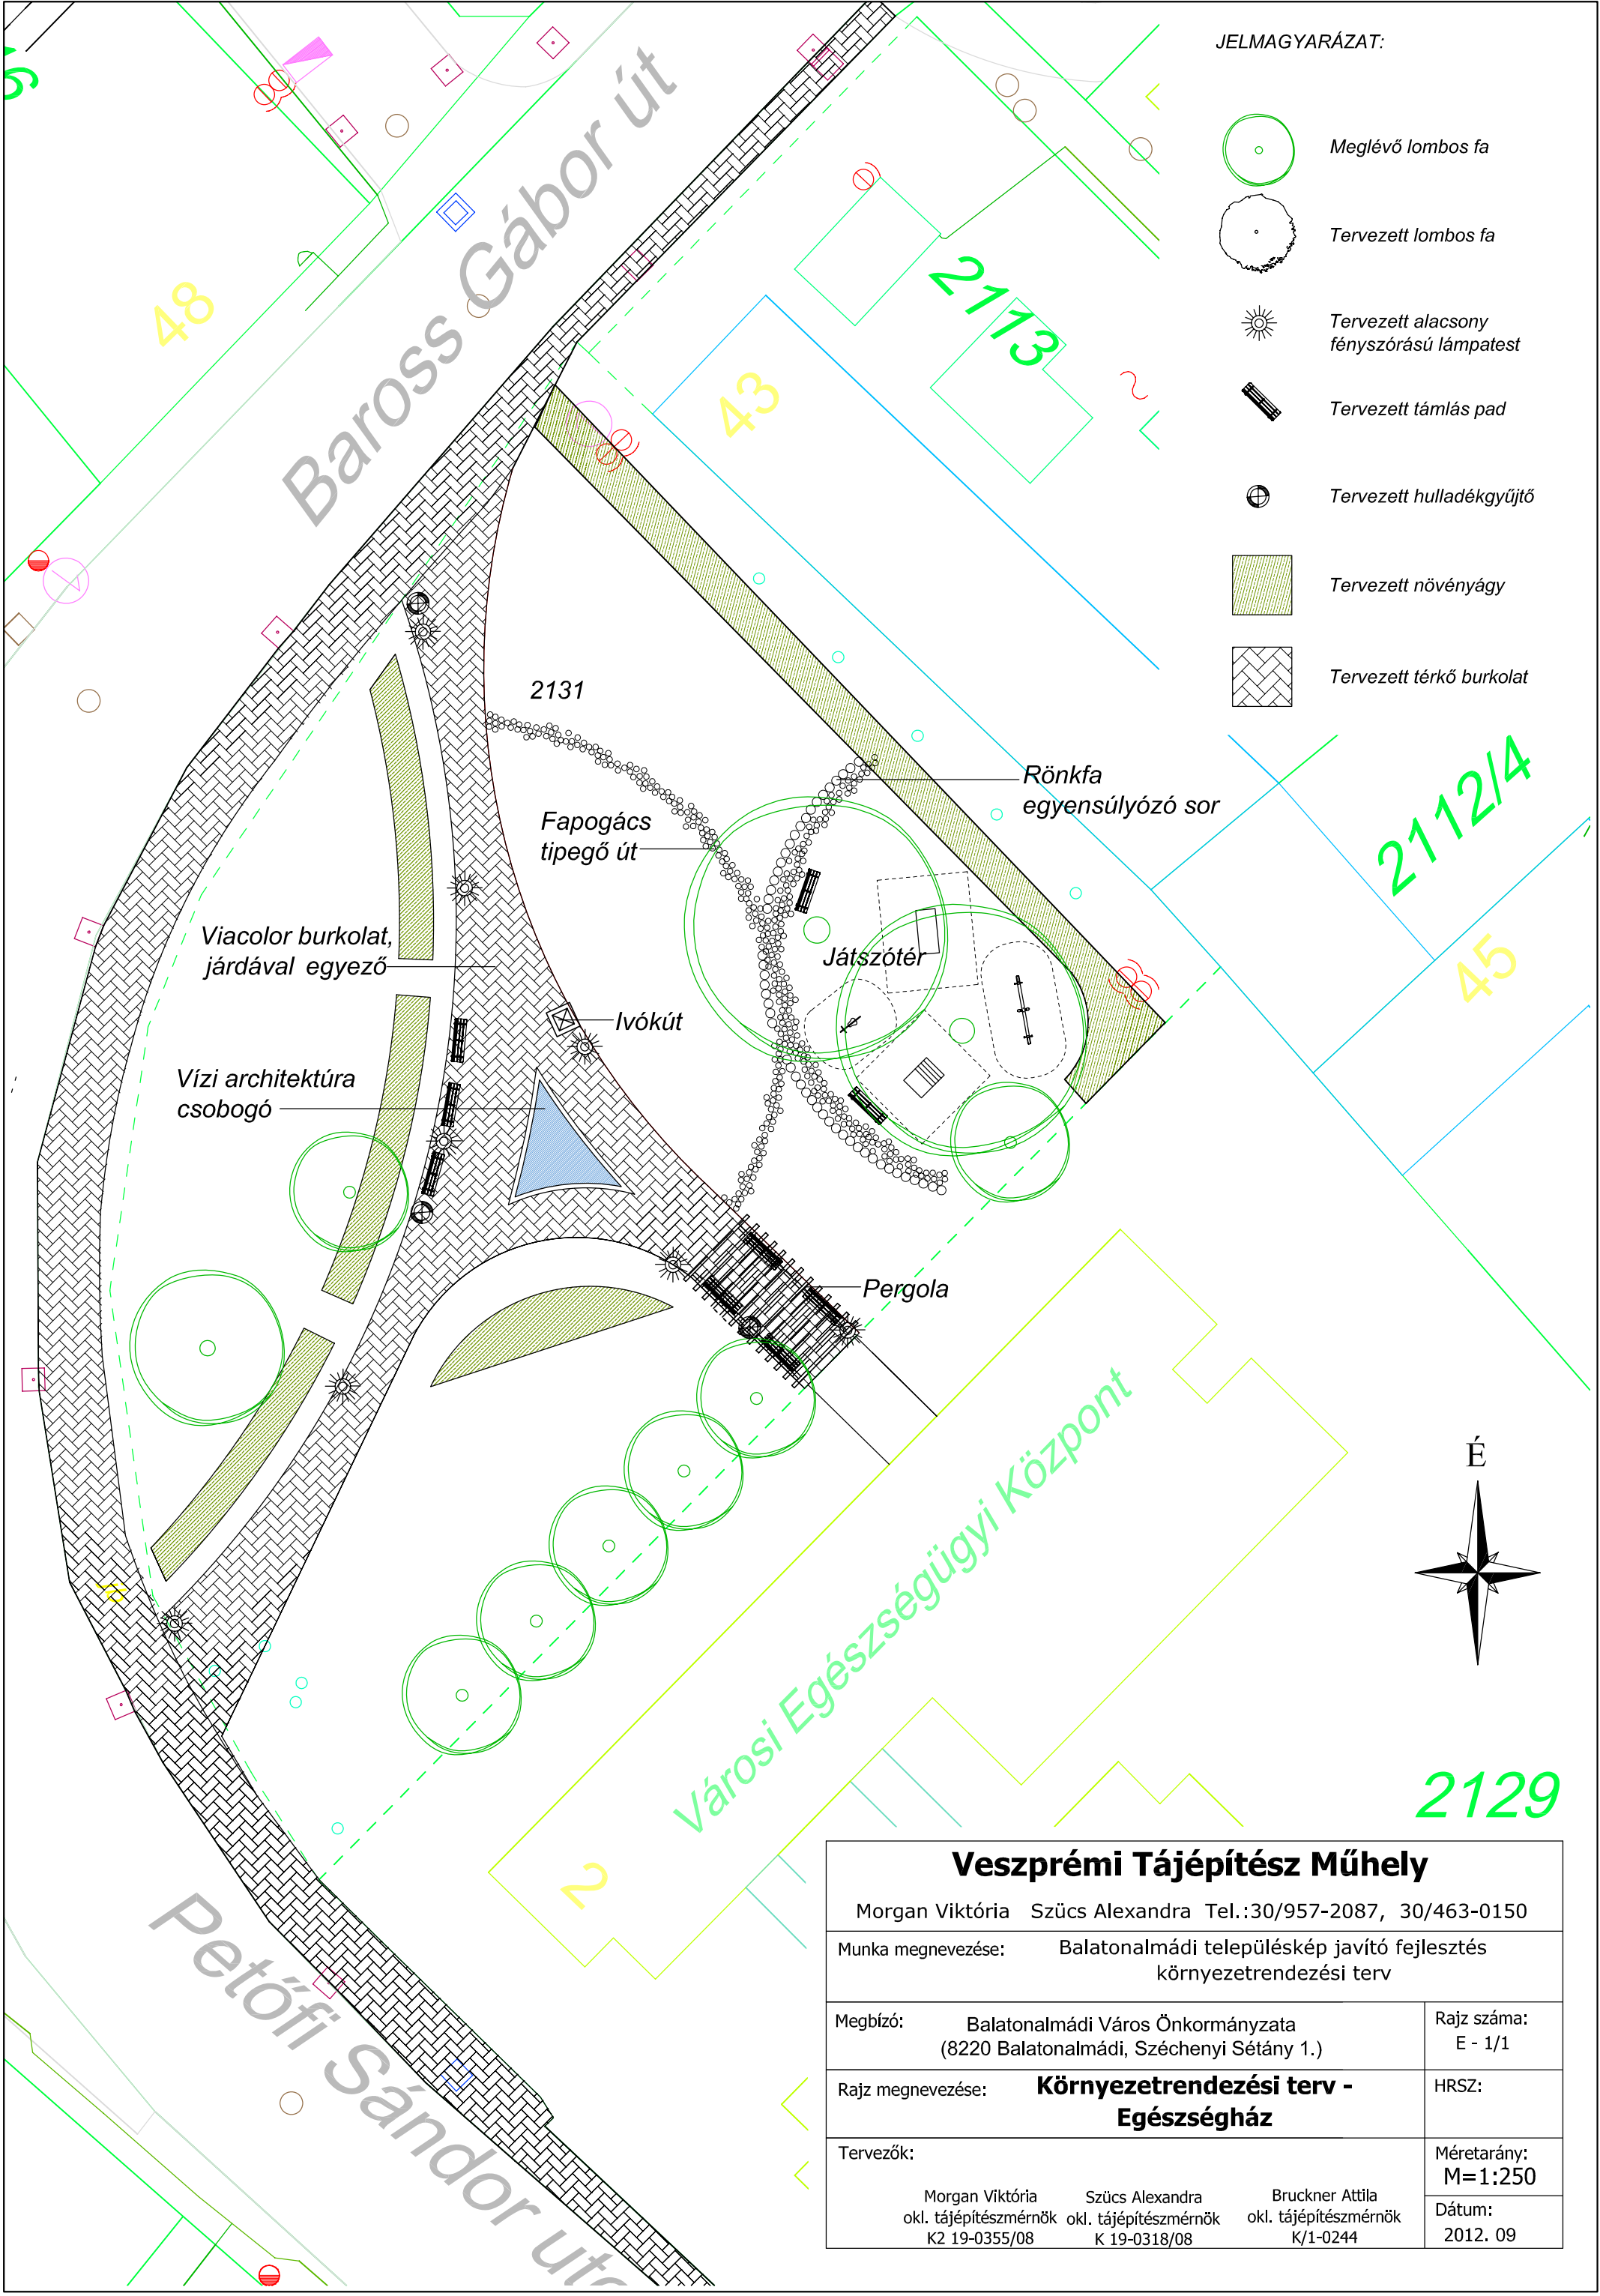 JELMAGYARÁZAT:
Meglévő lombos fa
Tervezett lombos fa
Tervezett alacsony
fényszórású lámpatest
Tervezett támlás pad
Tervezett hulladékgyűjtő
Tervezett növényágy
Tervezett térkő burkolat
Baross Gábor út
48
43
2113
2131
Rönkfa
egyensúlyózó sor
Fapogács
tipegő út
2112/4
45
Viacolor burkolat,
járdával egyező
Játszótér
Ivókút
Vízi architektúra
csobogó
Pergola
É
Városi Egészségügyi Központ
2129
2
Petőfi Sándor utc
Veszprémi Tájépítész Műhely
Morgan Viktória Szücs Alexandra Tel.:30/957-2087, 30/463-0150
Munka megnevezése: Balatonalmádi településkép javító fejlesztés
környezetrendezési terv
Megbízó: Balatonalmádi Város Önkormányzata
(8220 Balatonalmádi, Széchenyi Sétány 1.)
Rajz száma:
E - 1/1
Rajz megnevezése: Környezetrendezési terv -
Egészségház
HRSZ:
Tervezők:
Morgan Viktória
okl. tájépítészmérnök
K2 19-0355/08
Szücs Alexandra
okl. tájépítészmérnök
K 19-0318/08
Bruckner Attila
okl. tájépítészmérnök
K/1-0244
Méretarány:
M=1:250
Dátum:
2012. 09